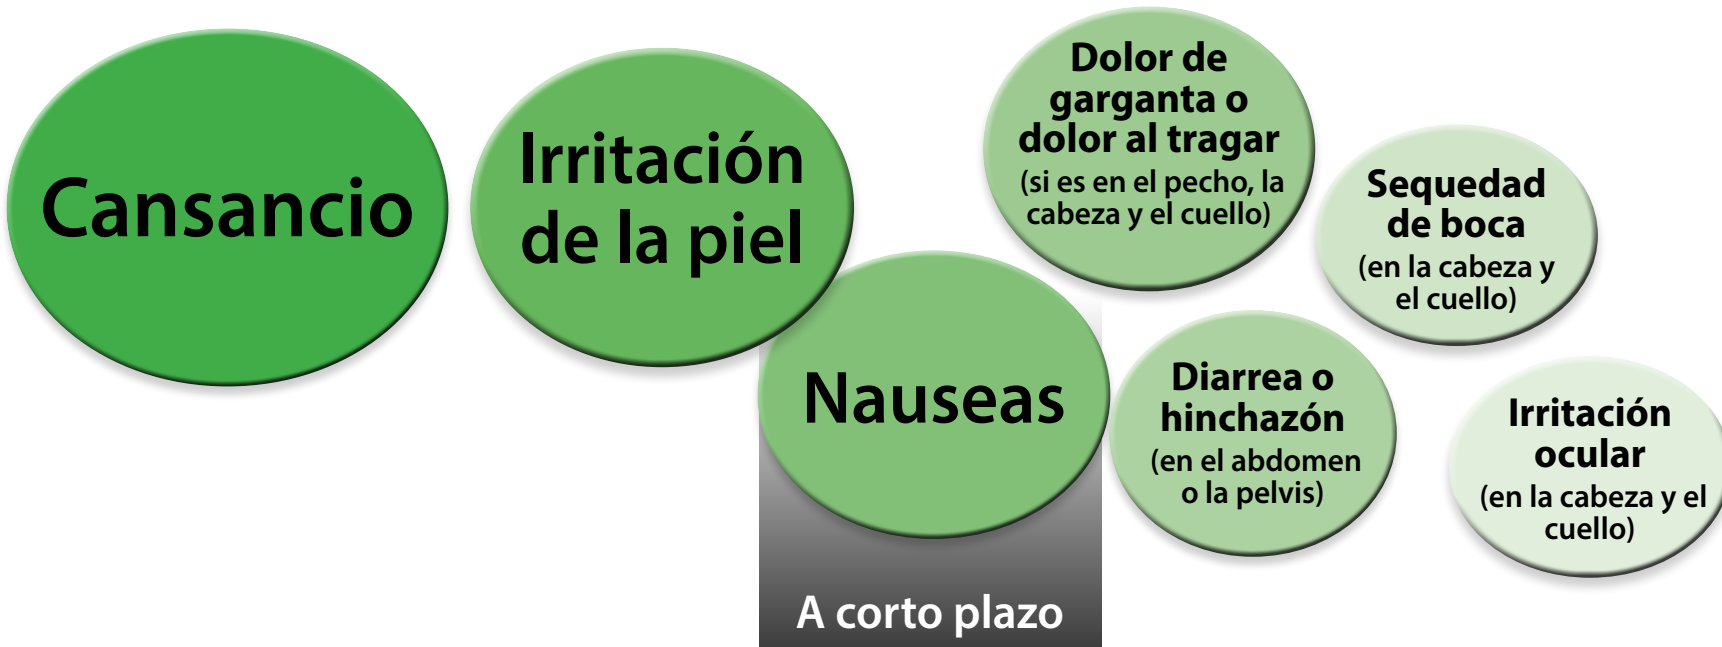 Cansancio
Irritación
de la piel
Nauseas
Dolor de
garganta o
dolor al tragar
(si es en el pecho, la
cabeza y el cuello)
Sequedad
de boca
(en la cabeza y
el cuello)
Diarrea o
hinchazón
(en el abdomen
o la pelvis)
Irritación
ocular
(en la cabeza y el
cuello)
A corto plazo